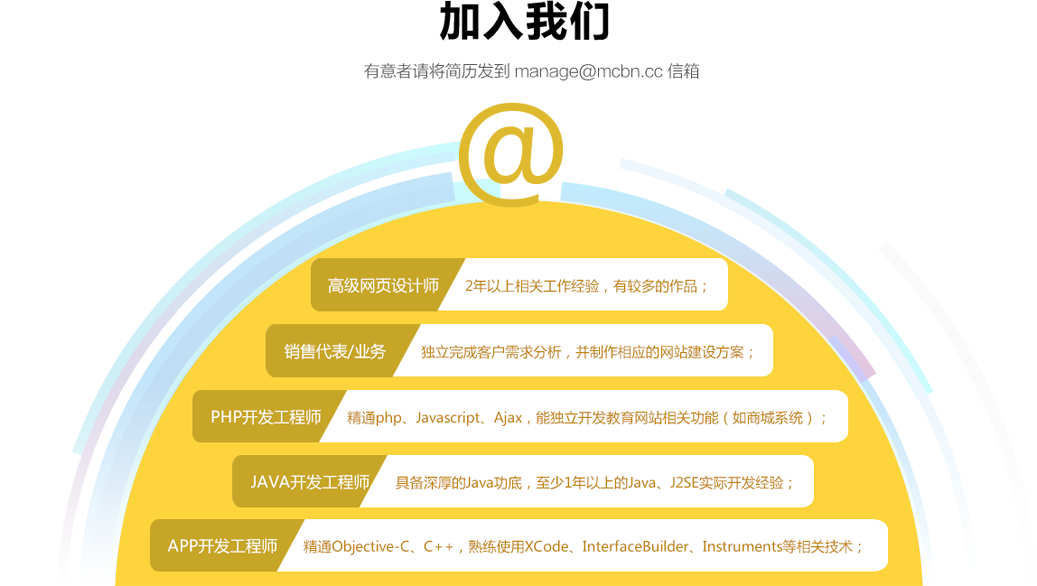 加入我们
有意者请将简历发到 manage@mcbn.cc 信箱
@
高级网页设计师 2年以上相关工作经验，有较多的作品；
销售代表/业务 独立完成客户需求分析，并制作相应的网站建设方案；
PHP开发工程师 精通php、Javascript、Ajax，能独立开发教育网站相关功能（如商城系统）；
JAVA开发工程师 具备深厚的Java功底，至少1年以上的Java、J2SE实际开发经验；
APP开发工程师 精通Objective-C、C++，熟练使用XCode、InterfaceBuilder、Instruments等相关技术；